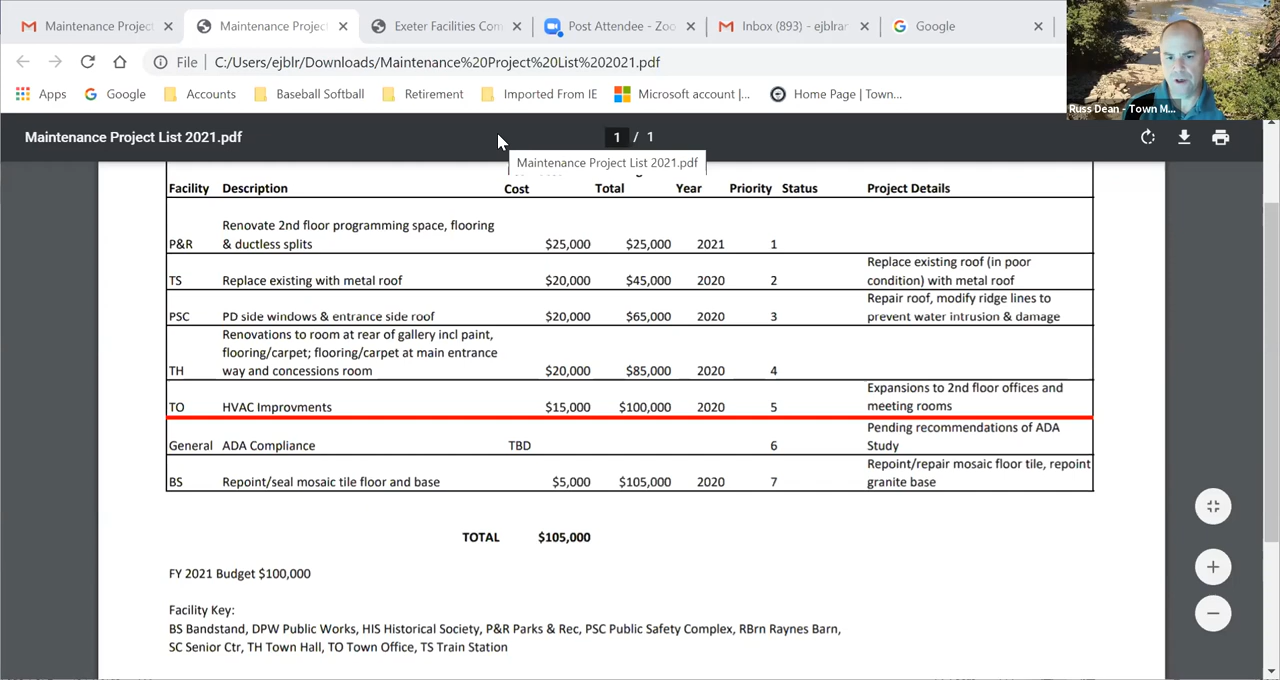 Maintenance Project
Maintenance Projec
Exeter Facilities Com
Post Attendee - Zoo
Inbox (893) - ejblrar
Google
File C:/Users/ejblr/Downloads/Maintenance%20Project%20List%202021.pdf
Apps Google Accounts Baseball Softball Retirement Imported From IE Microsoft account |... Home Page | Town...
Russ Dean - Town M...
Maintenance Project List 2021.pdf 1 / 1
Maintenance Project List 2021.pdf
Facility Description Cost Total Year Priority Status Project Details
Renovate 2nd floor programming space, flooring
P&R & ductless splits $25,000 $25,000 2021 1
Replace existing roof (in poor
TS Replace existing with metal roof $20,000 $45,000 2020 2 condition) with metal roof
Repair roof, modify ridge lines to
PSC PD side windows & entrance side roof $20,000 $65,000 2020 3 prevent water intrusion & damage
Renovations to room at rear of gallery incl paint,
flooring/carpet; flooring/carpet at main entrance
TH way and concessions room $20,000 $85,000 2020 4
Expansions to 2nd floor offices and
TO HVAC Improvments $15,000 $100,000 2020 5 meeting rooms
Pending recommendations of ADA
General ADA Compliance TBD 6 Study
Repoint/repair mosaic floor tile, repoint
BS Repoint/seal mosaic tile floor and base $5,000 $105,000 2020 7 granite base
TOTAL $105,000
FY 2021 Budget $100,000
Facility Key:
BS Bandstand, DPW Public Works, HIS Historical Society, P&R Parks & Rec, PSC Public Safety Complex, RBrn Raynes Barn,
SC Senior Ctr, TH Town Hall, TO Town Office, TS Train Station